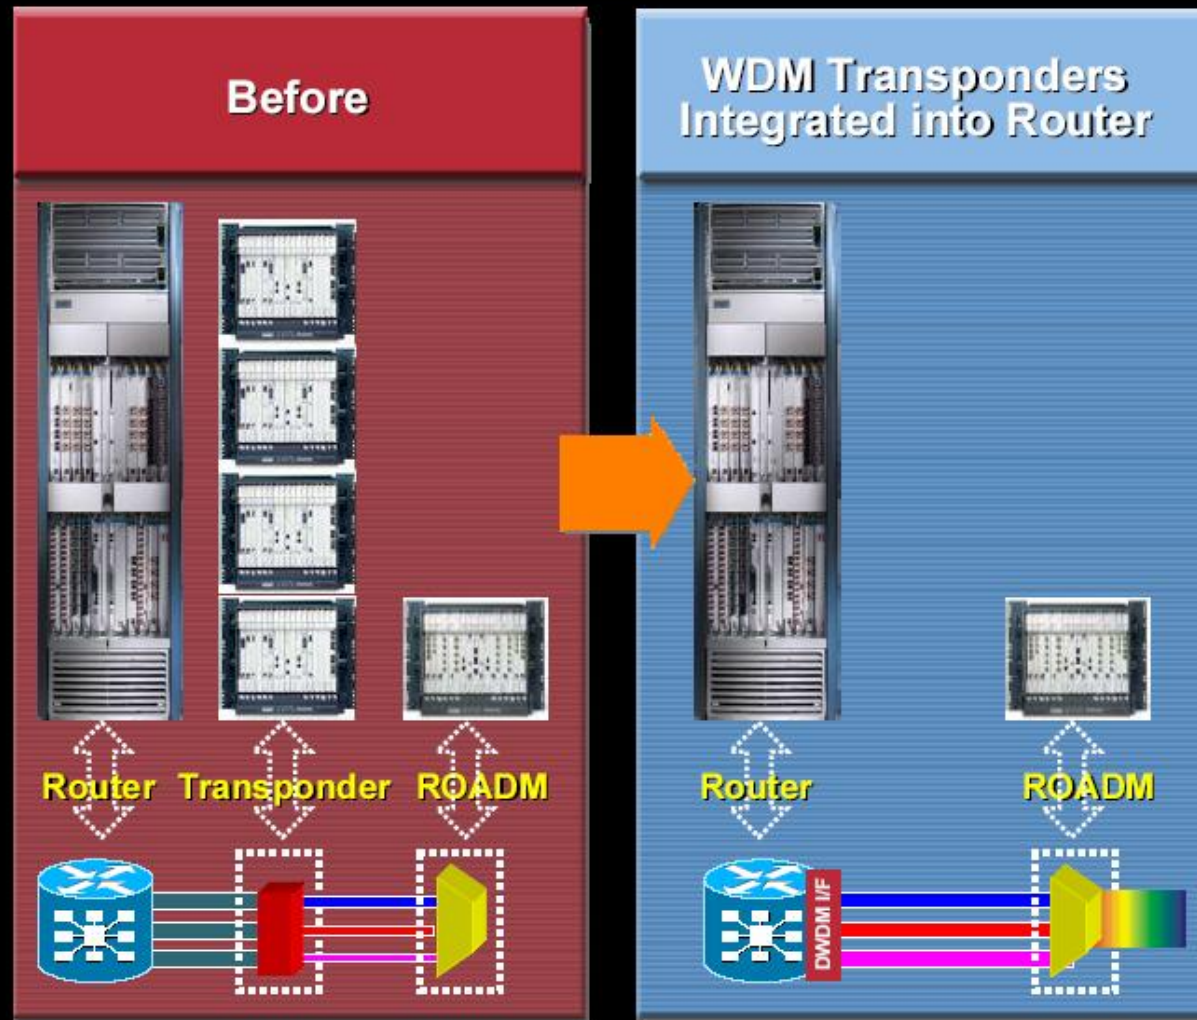 Before
WDM Transponders
Integrated into Router
Router Transponder ROADM
Router ROADM
DWDM I/F